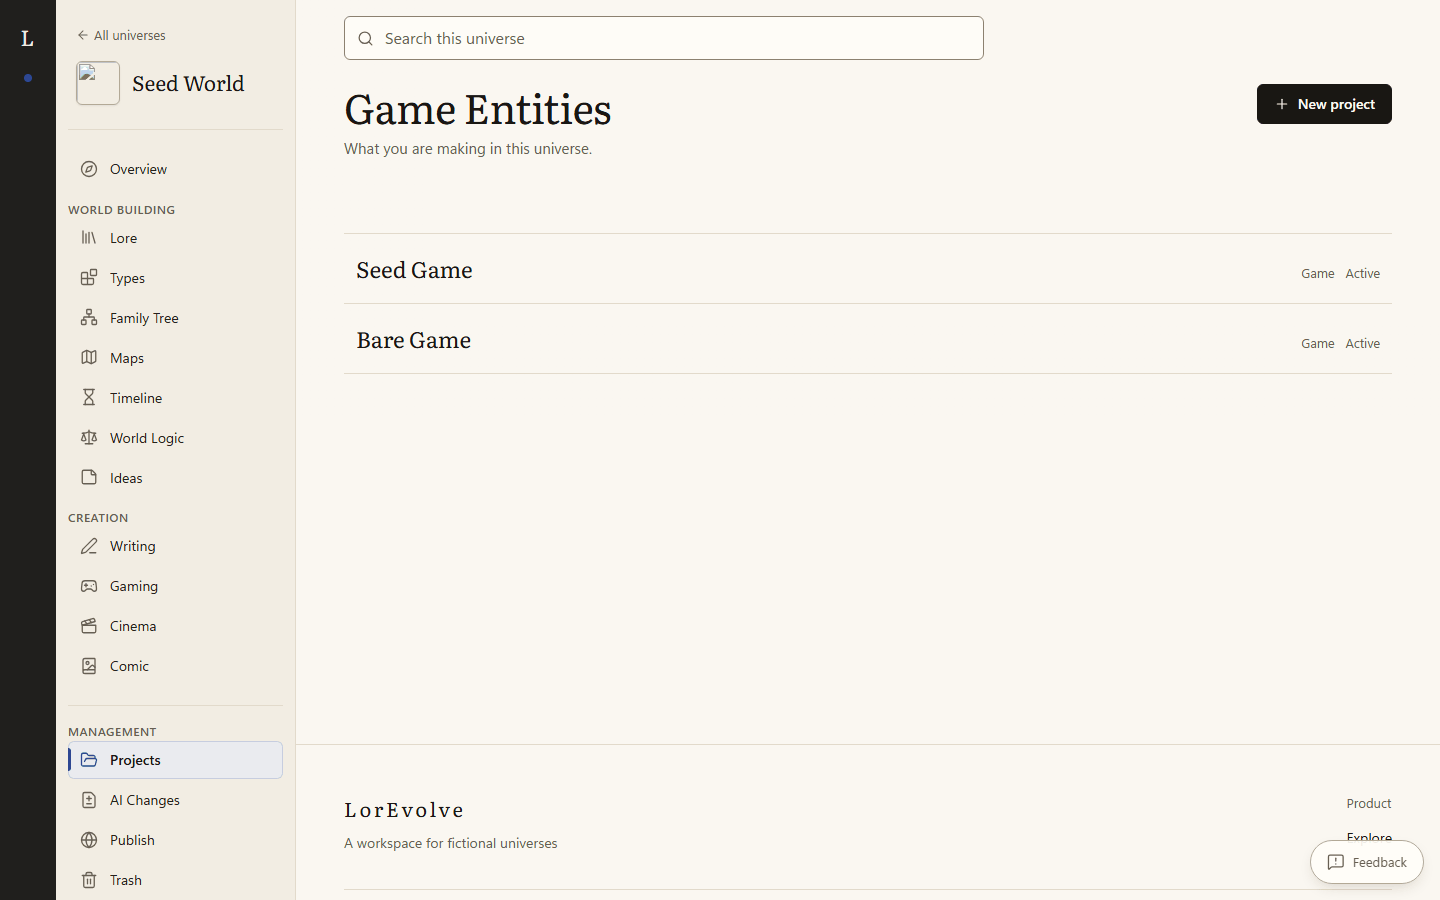 L
All universes
Seed World
Overview
WORLD BUILDING
Lore
Types
Family Tree
Maps
Timeline
World Logic
Ideas
CREATION
Writing
Gaming
Cinema
Comic
MANAGEMENT
Projects
AI Changes
Publish
Trash
Search this universe
Game Entities
New project
What you are making in this universe.
Seed Game
Game Active
Bare Game
Game Active
LorEvolve
A workspace for fictional universes
Product
Explore
Feedback